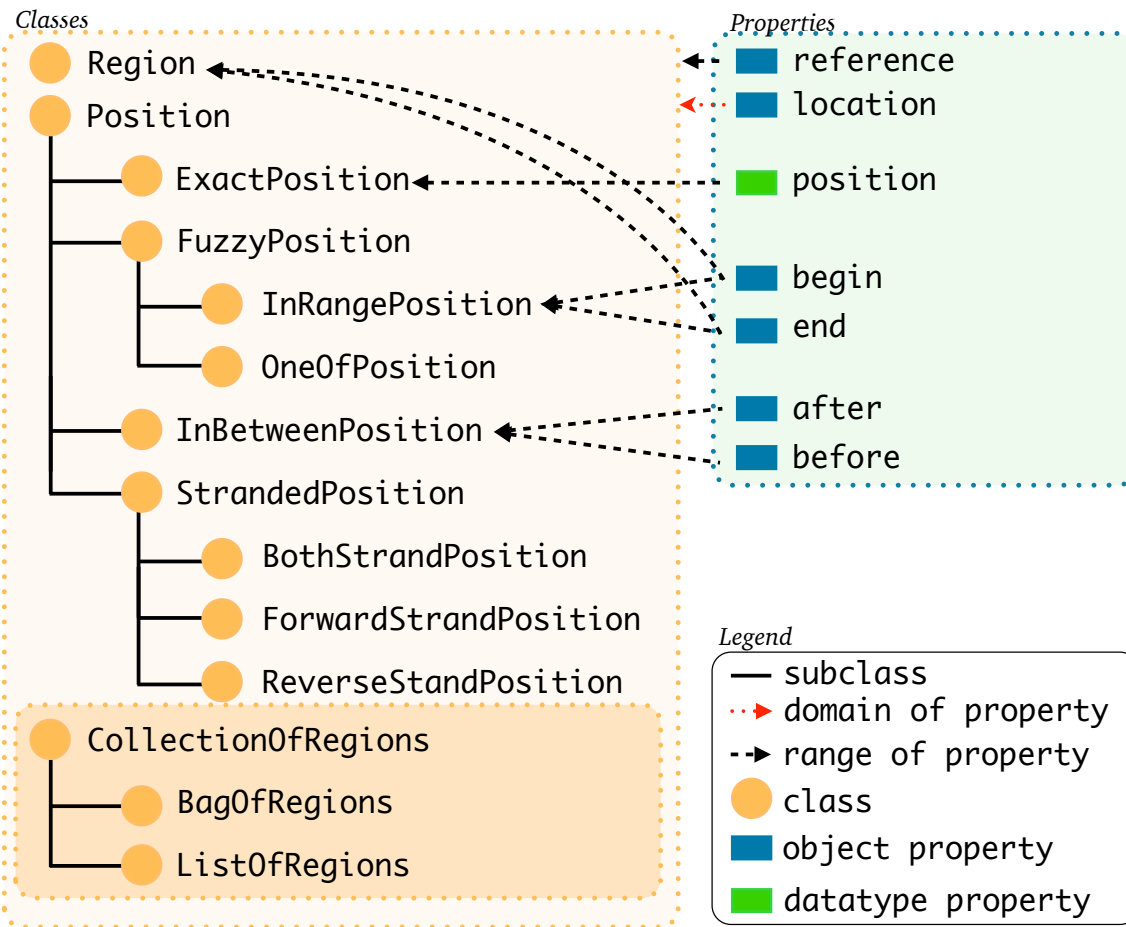 Classes
Region
Position
ExactPosition
FuzzyPosition
InRangePosition
OneOfPosition
InBetweenPosition
StrandedPosition
BothStrandPosition
ForwardStrandPosition
ReverseStandPosition
CollectionOfRegions
BagOfRegions
ListOfRegions
Properties
reference
location
position
begin
end
after
before
Legend
subclass
domain of property
range of property
class
object property
datatype property